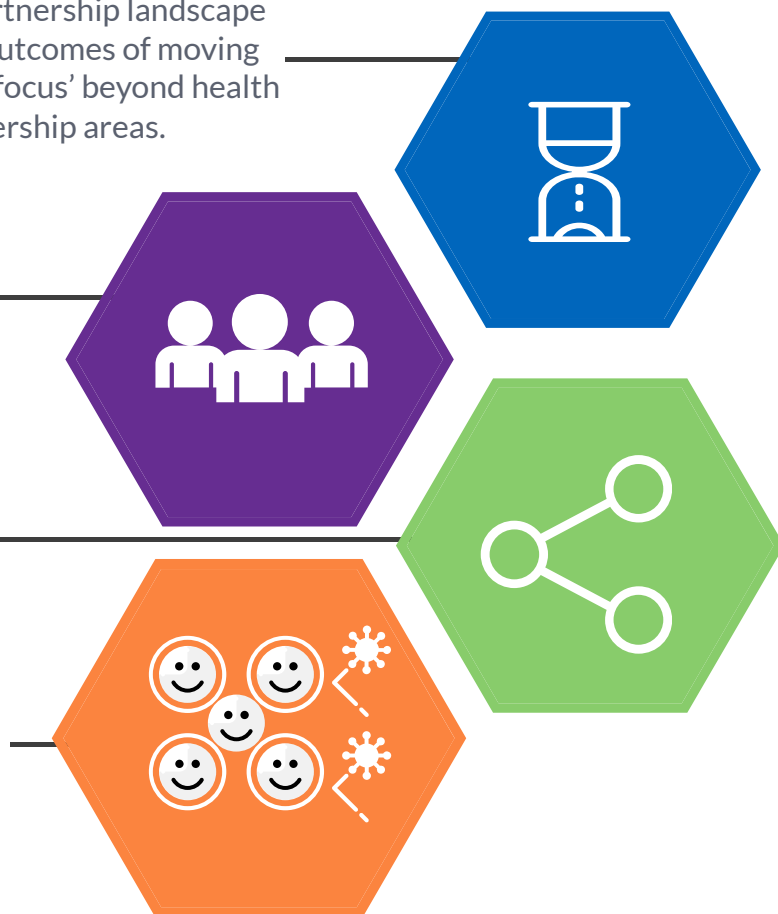 rtnership landscape
utcomes of moving
focus’ beyond health
ership areas.